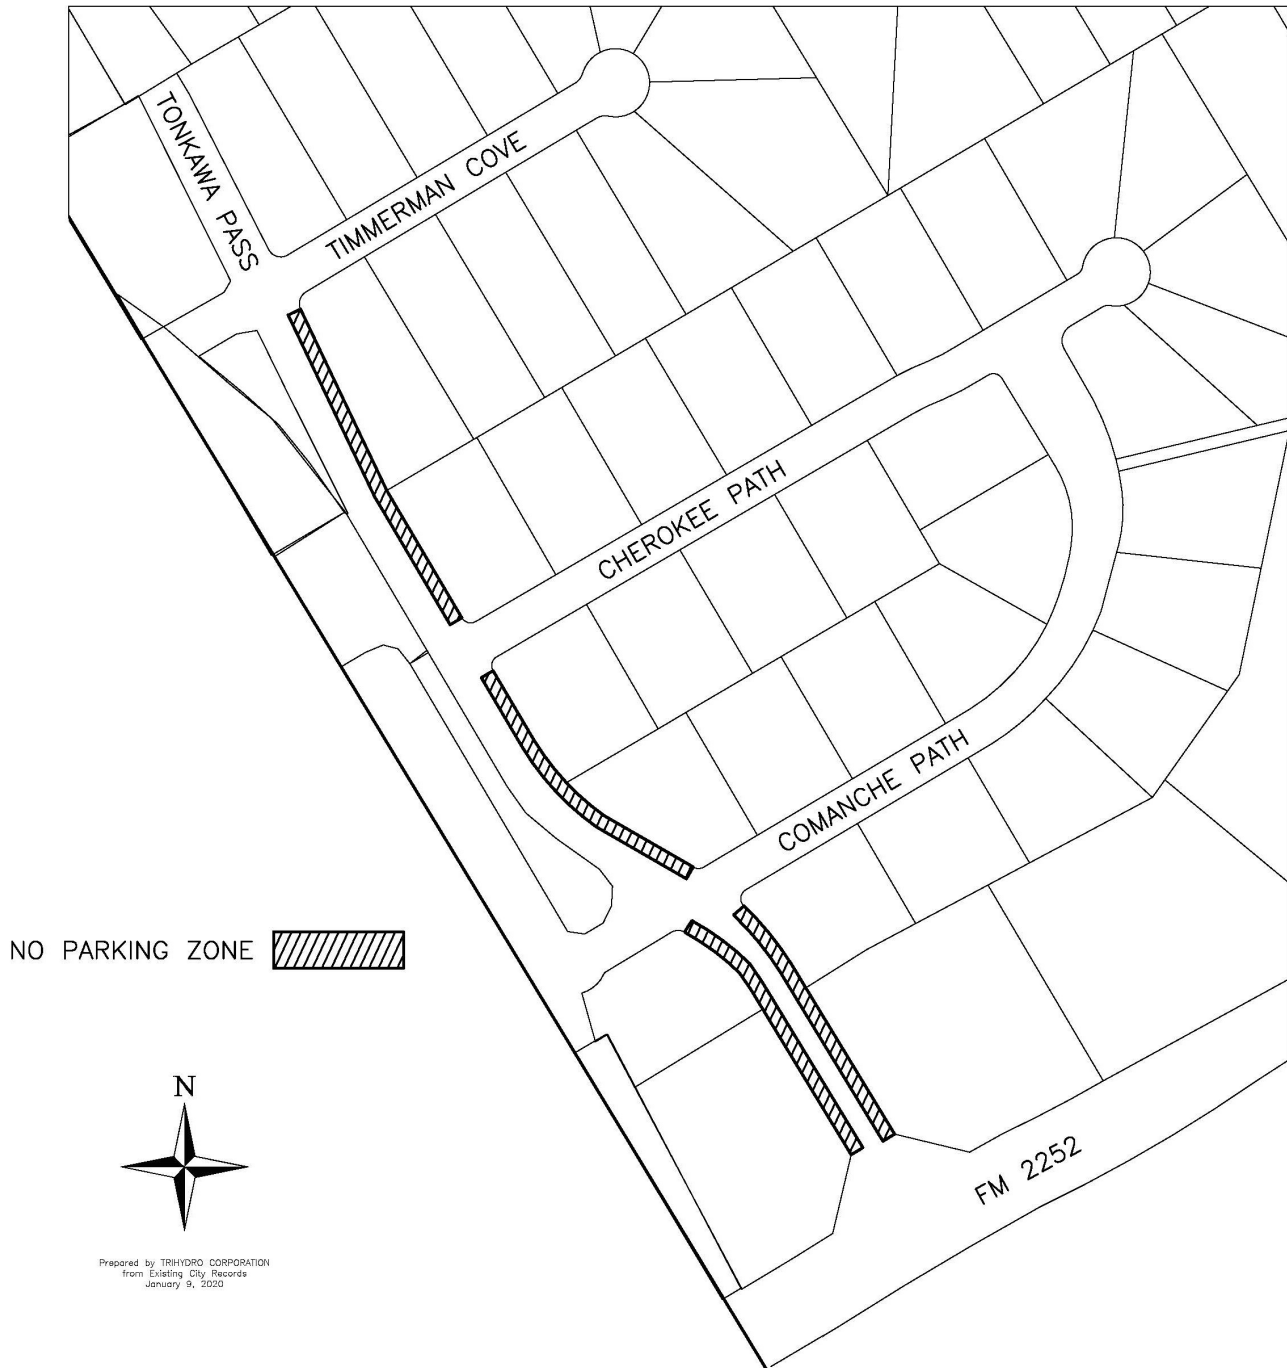 TONKAWA PASS
TIMMERMAN COVE
CHEROKEE PATH
COMANCHE PATH
NO PARKING ZONE
FM 2252
N
Prepared by TRIHYDRO CORPORATION
from Existing City Records
January 9, 2020